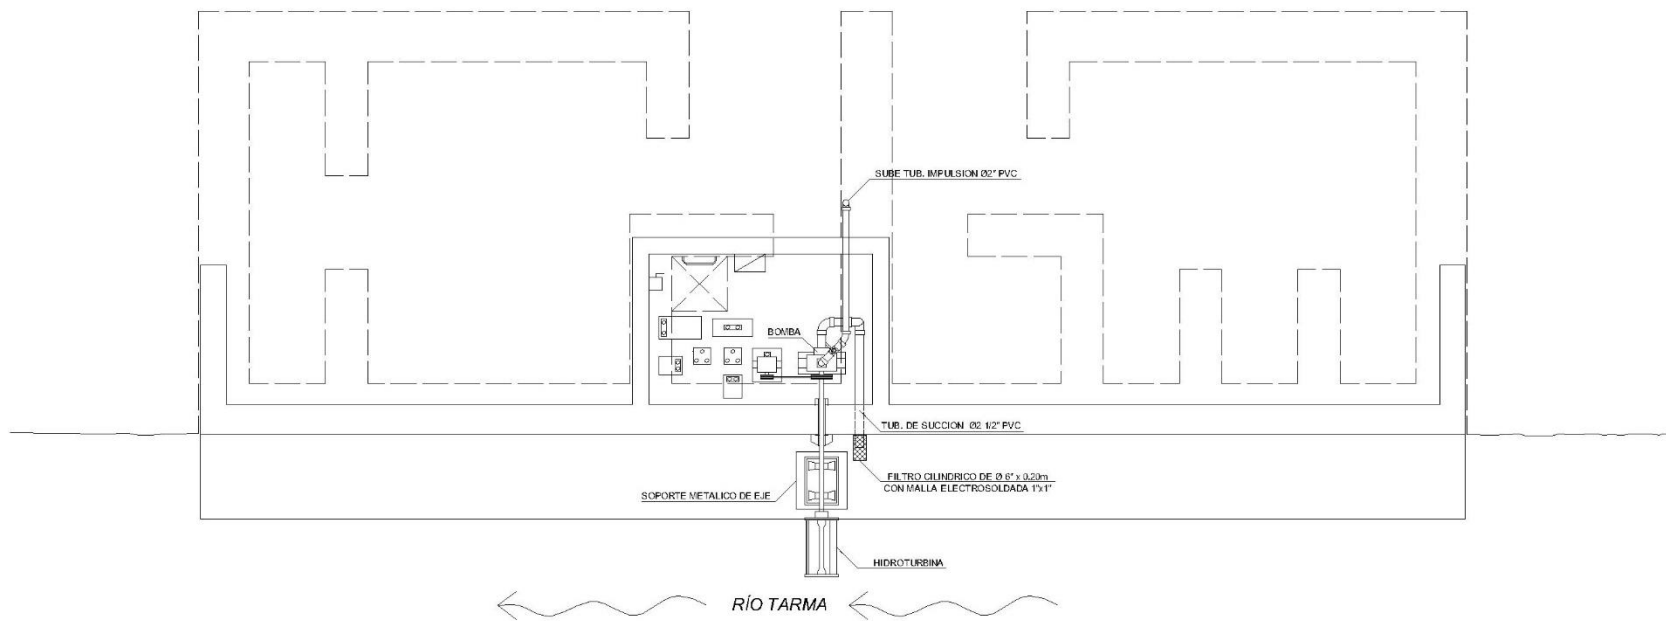 SUBE TUB. IMPULSION Ø2" PVC
BOMBA
TUB. DE SUCCION Ø2 1/2" PVC
FILTRO CILINDRICO DE Ø 6" x 0.20m
CON MALLA ELECTROSOLDADA 1"x1"
SOPORTE METALICO DE EJE
HIDROTURBINA
RÍO TARMA